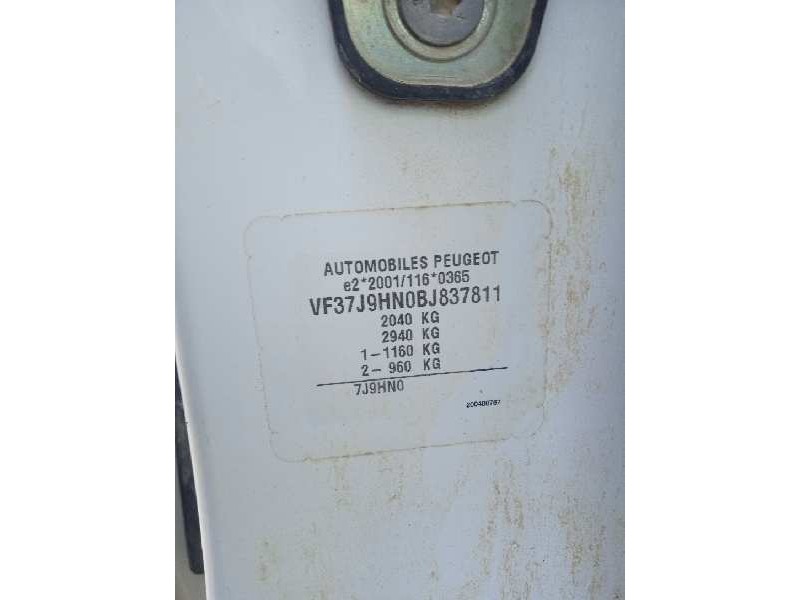 AUTOMOBILES PEUGEOT
e2*2001/116*0365
VF37J9HN0BJ837811
2040 KG
2940 KG
1-1160 KG
2- 960 KG
7J9HN0